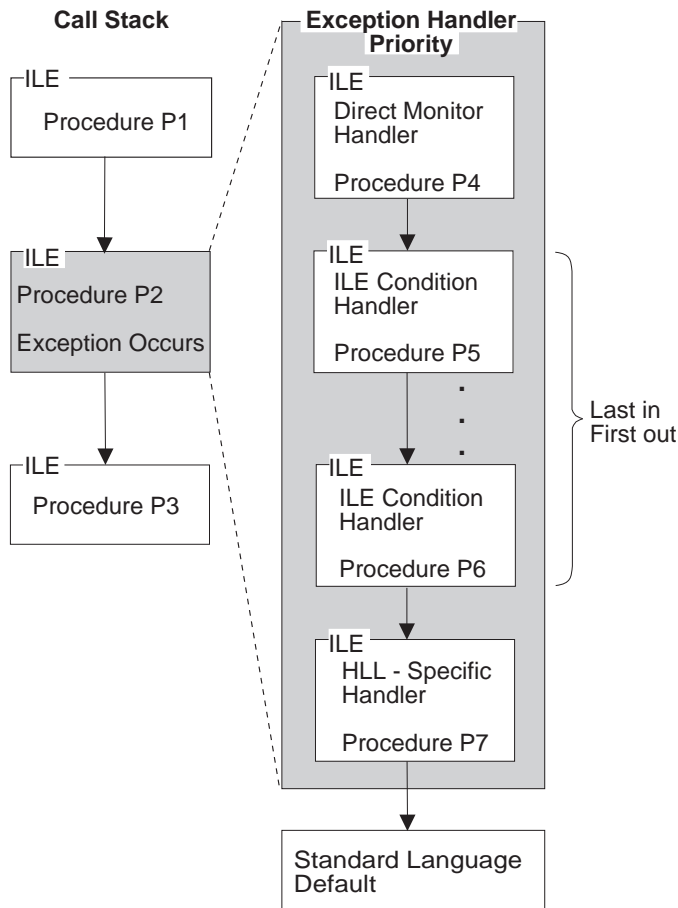 Call Stack
ILE
Procedure P1
ILE
Procedure P2
Exception Occurs
ILE
Procedure P3
Exception Handler
Priority
ILE
Direct Monitor
Handler
Procedure P4
ILE
ILE Condition
Handler
Procedure P5
.
.
.
ILE
ILE Condition
Handler
Procedure P6
Last in
First out
ILE
HLL - Specific
Handler
Procedure P7
Standard Language
Default